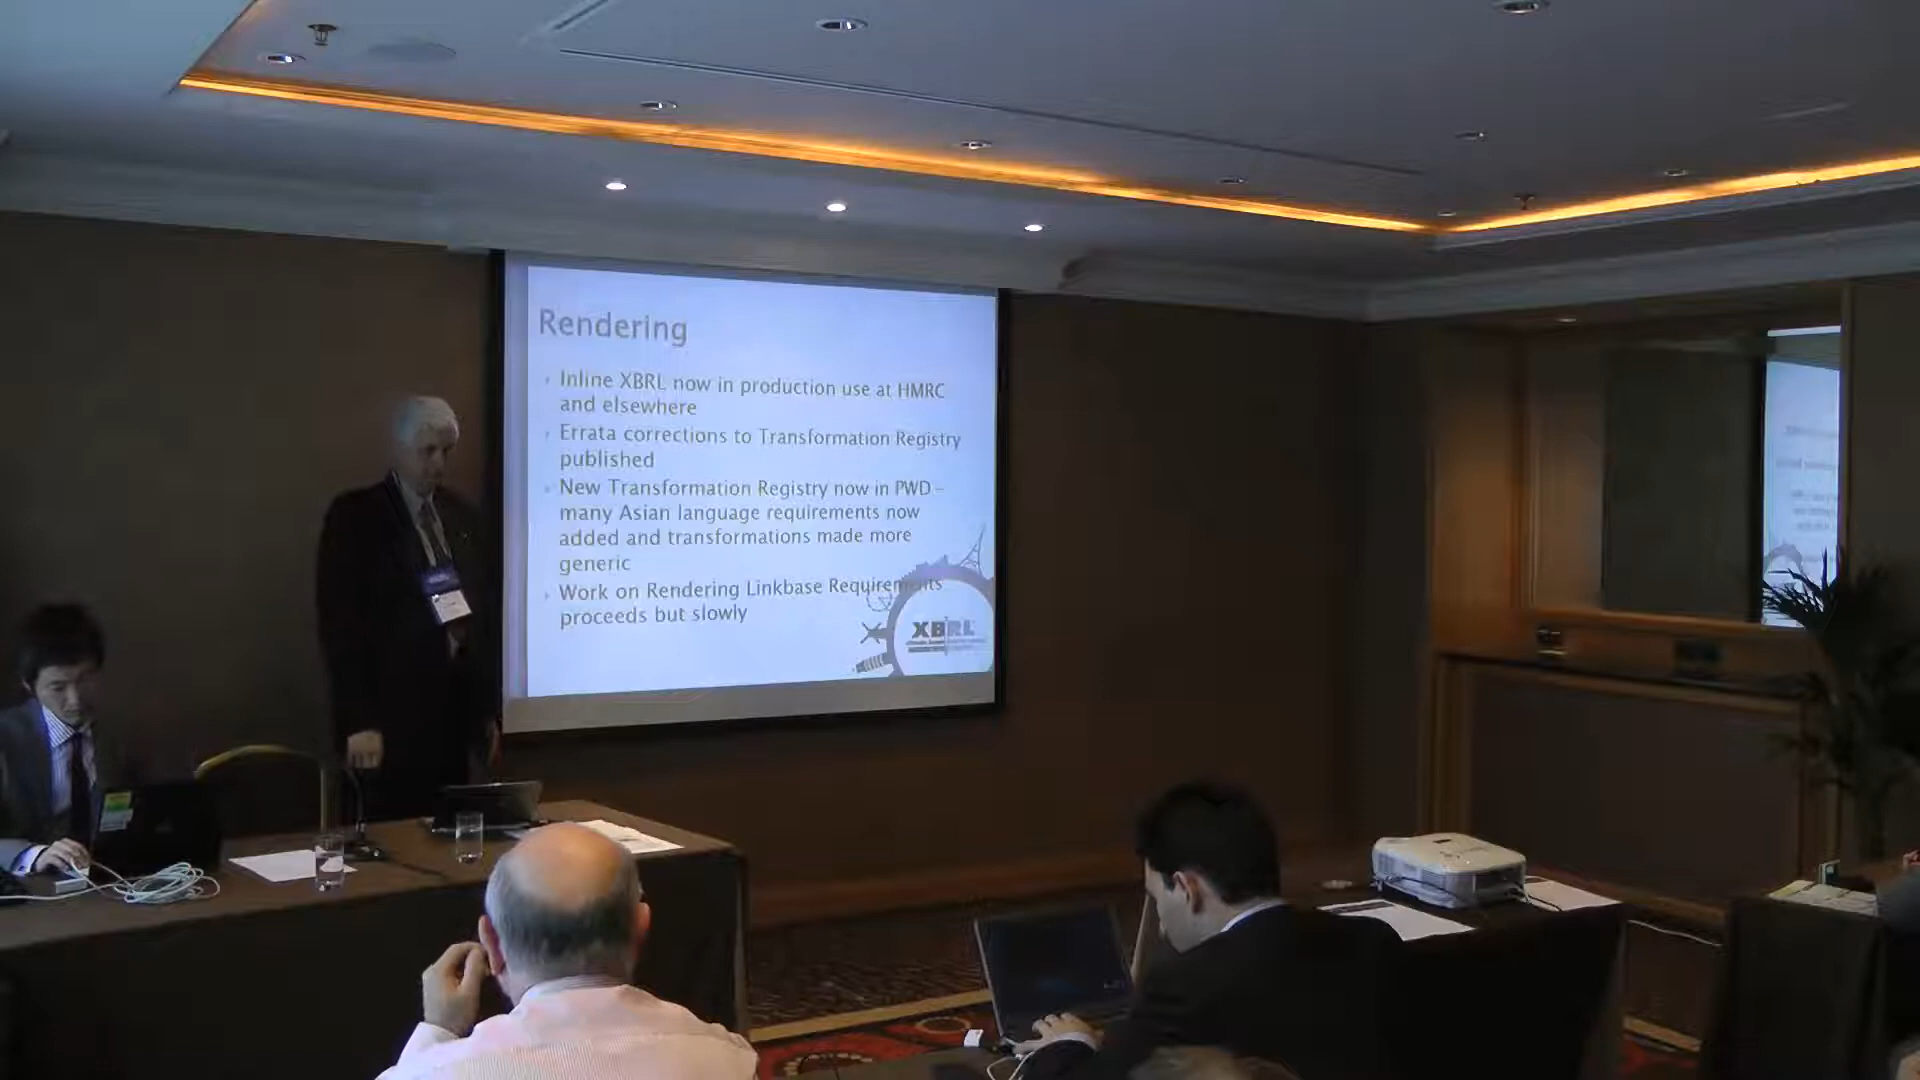 Rendering
Inline XBRL now in production use at HMRC
and elsewhere
Errata corrections to Transformation Registry
published
New Transformation Registry now in PWD –
many Asian language requirements now
added and transformations made more
generic
Work on Rendering Linkbase Requirements
proceeds but slowly
XBRL